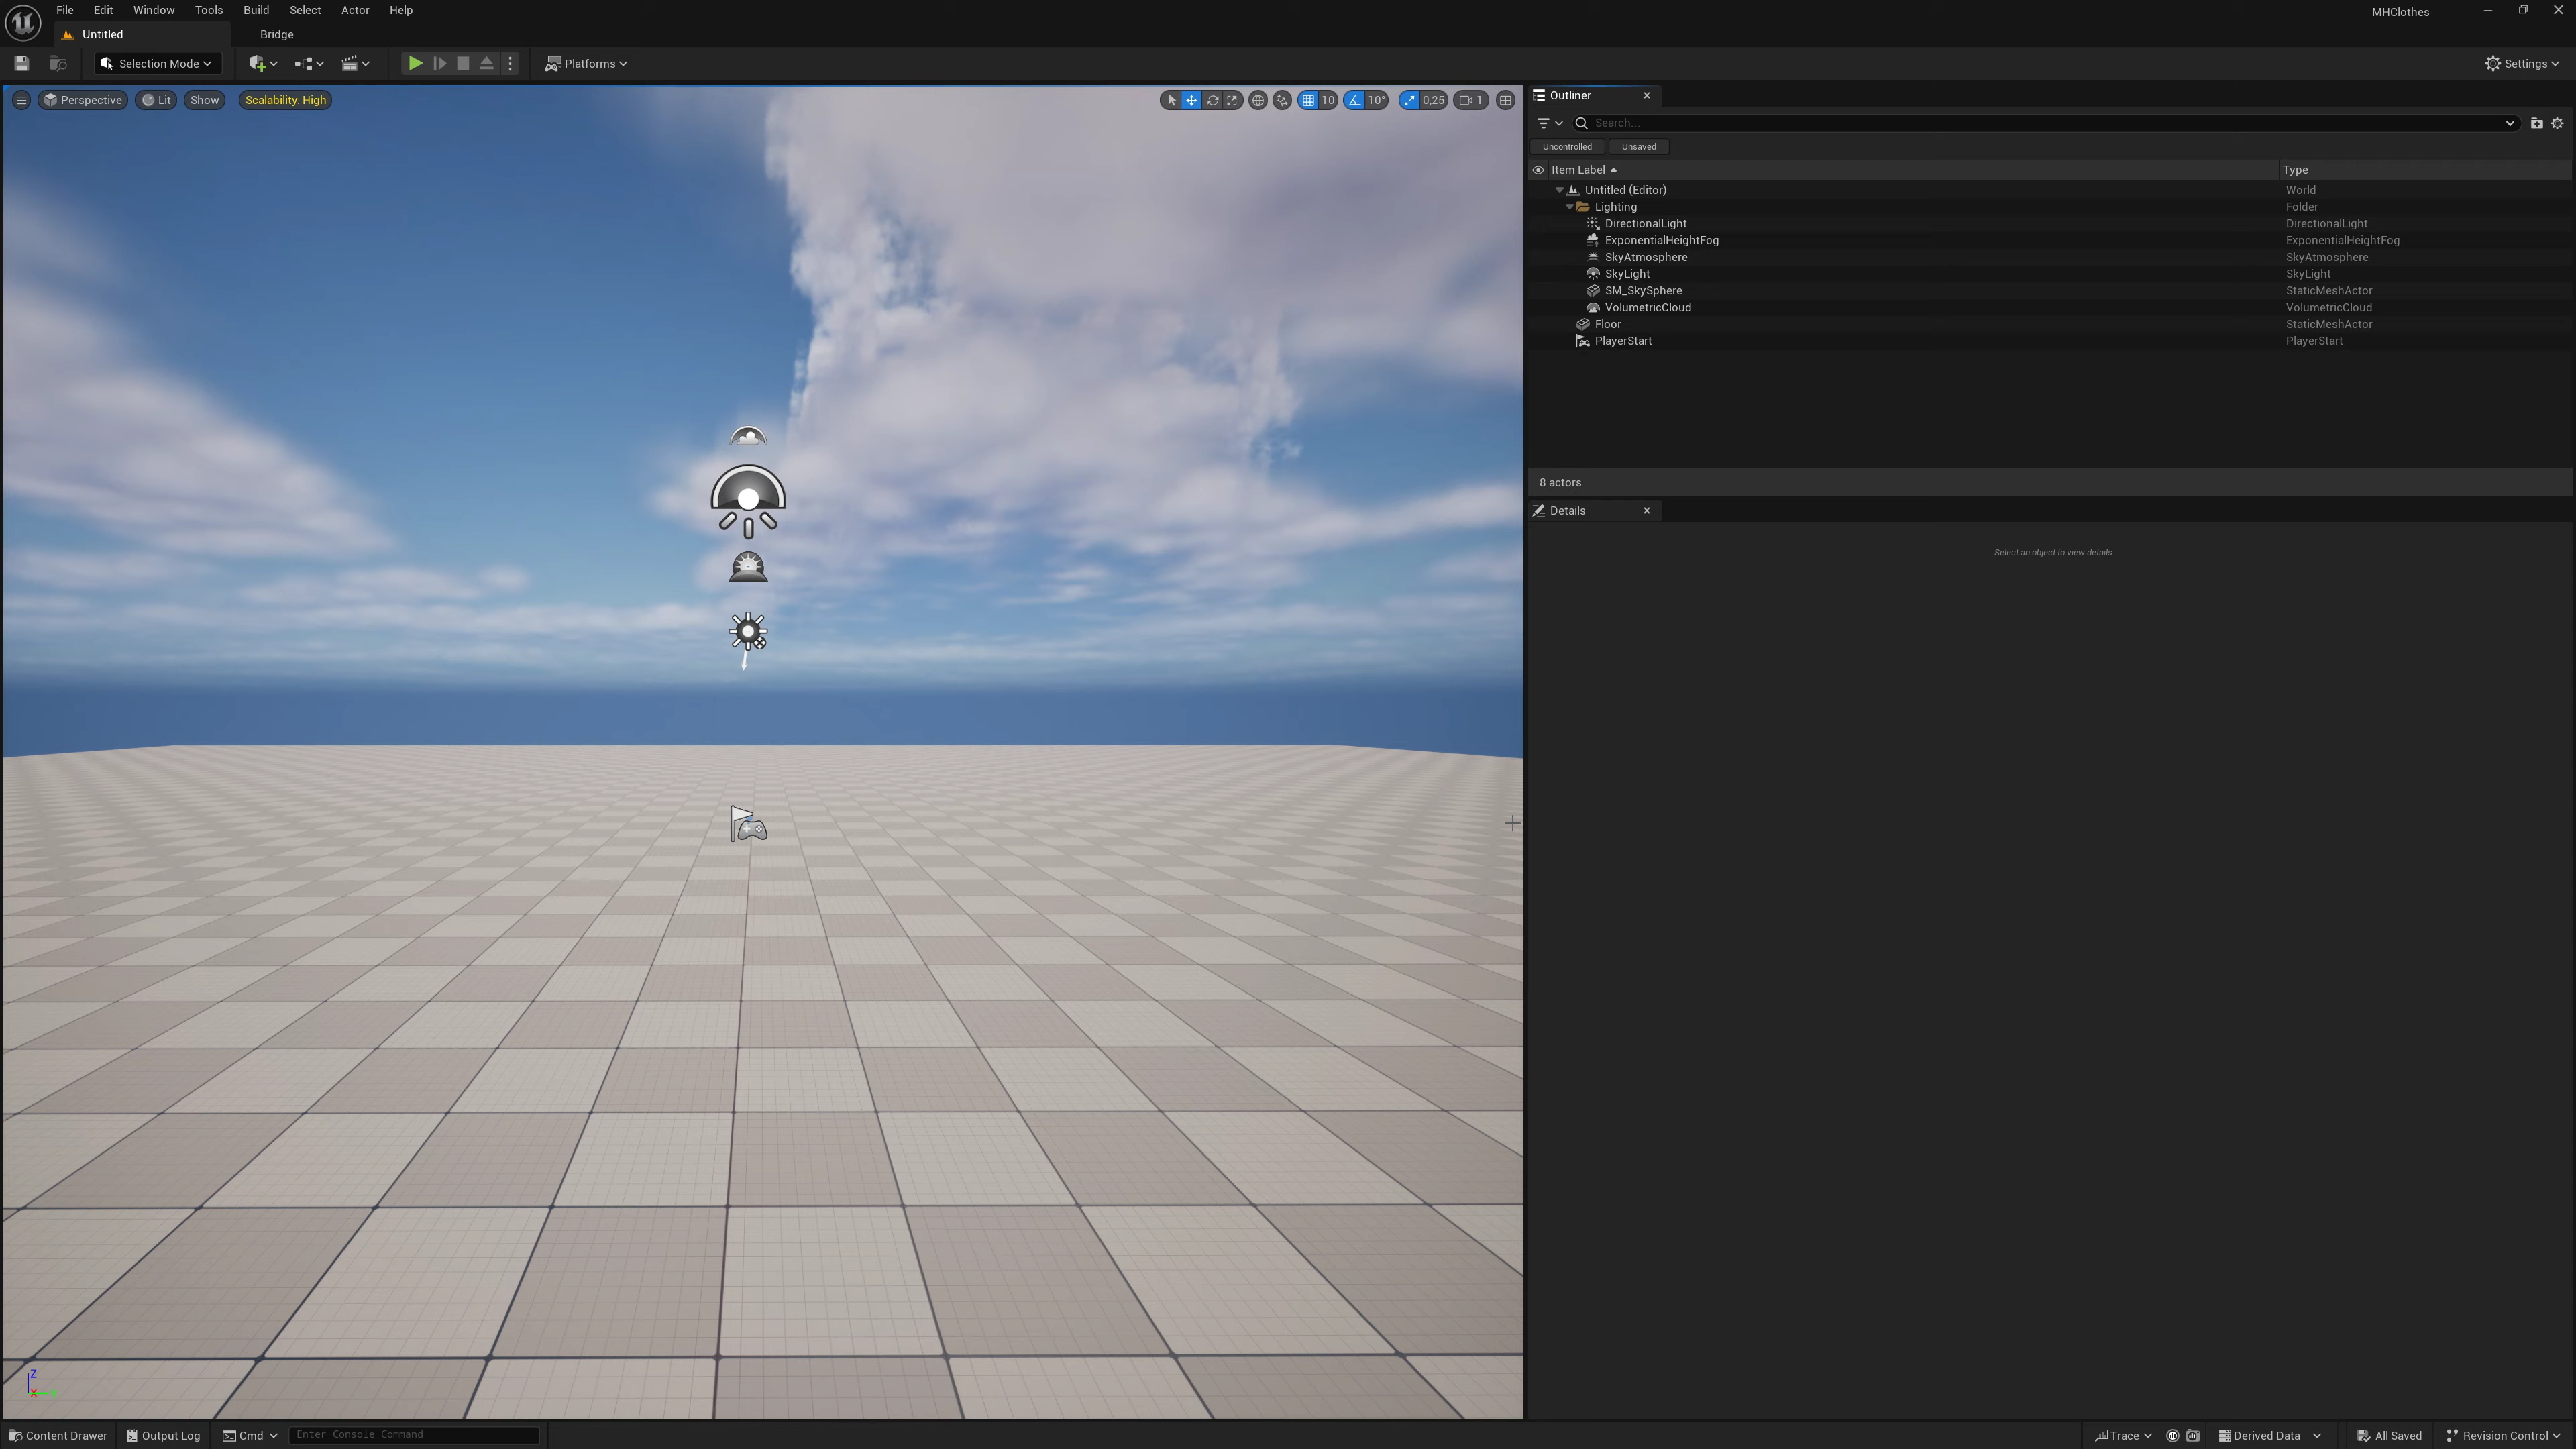 File Edit Window Tools Build Select Actor Help
MHClothes
Untitled
Bridge
Selection Mode
Platforms
Settings
Perspective
Lit
Show
Scalability: High
10
10°
0,25
1
Outliner
Search...
Uncontrolled
Unsaved
Item Label
Type
Untitled (Editor) World
Lighting Folder
DirectionalLight DirectionalLight
ExponentialHeightFog ExponentialHeightFog
SkyAtmosphere SkyAtmosphere
SkyLight SkyLight
SM_SkySphere StaticMeshActor
VolumetricCloud VolumetricCloud
Floor StaticMeshActor
PlayerStart PlayerStart
8 actors
Details
Select an object to view details.
Z
X
Content Drawer
Output Log
Cmd
Enter Console Command
Trace
Derived Data
All Saved
Revision Control